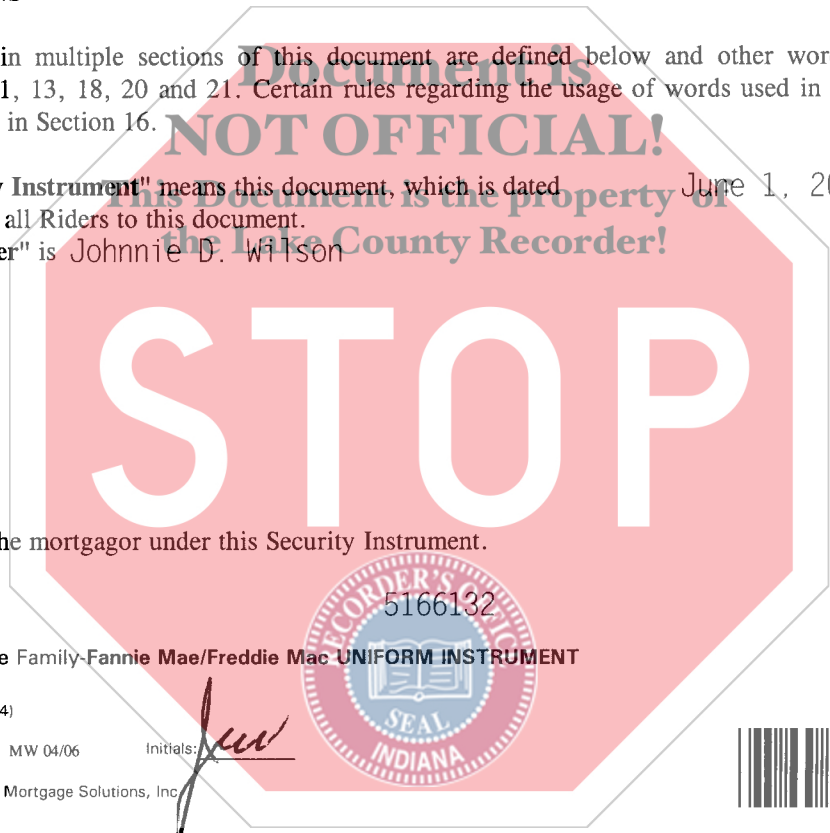 in multiple sections of this document are defined below and other wor
1, 13, 18, 20 and 21. Certain rules regarding the usage of words used in
in Section 16.
Document is
NOT OFFICIAL!
This Document is the property of
the Lake County Recorder!
Instrument" means this document, which is dated June 1, 20
all Riders to this document.
er" is Johnnie D. Wilson
STOP
he mortgagor under this Security Instrument.
5166132
RECORDER'S OFFICE
SEAL
INDIANA
e Family-Fannie Mae/Freddie Mac UNIFORM INSTRUMENT
4)
MW 04/06 Initials:
Mortgage Solutions, Inc